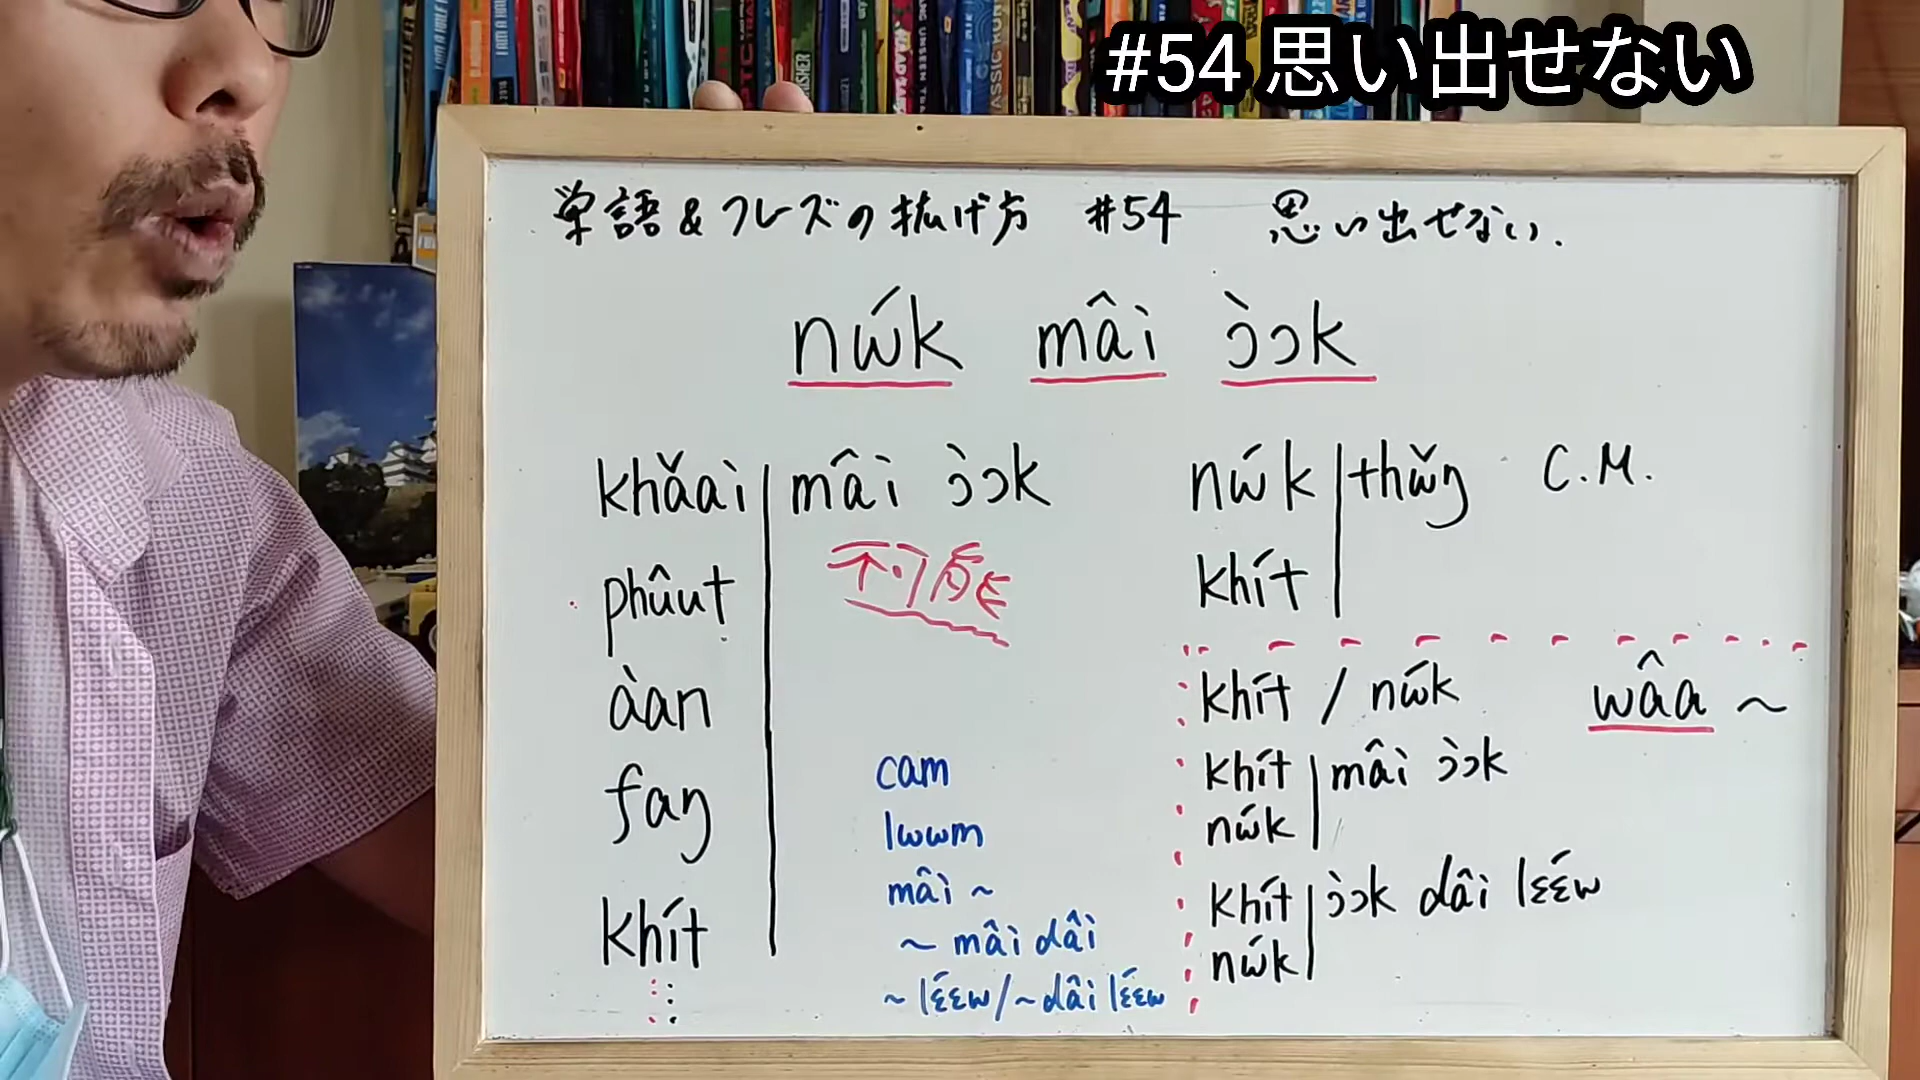 #54 思い出せない
単語&フレーズの拡げ方 #54 思い出せない.
nɯ́k mâi ɔ̀ɔk
khǎai mâi ɔ̀ɔk
phûut 不可能
àan
faŋ
khít
cam
lɯɯm
mâi ~
~ mâi dâi
~ lɛ́ɛw/~dâi lɛ́ɛw
nɯ́k thɯ̌ŋ C.M.
khít
khít / nɯ́k wâa ~
khít mâi ɔ̀ɔk
nɯ́k
khít ɔ̀ɔk dâi lɛ́ɛw
nɯ́k